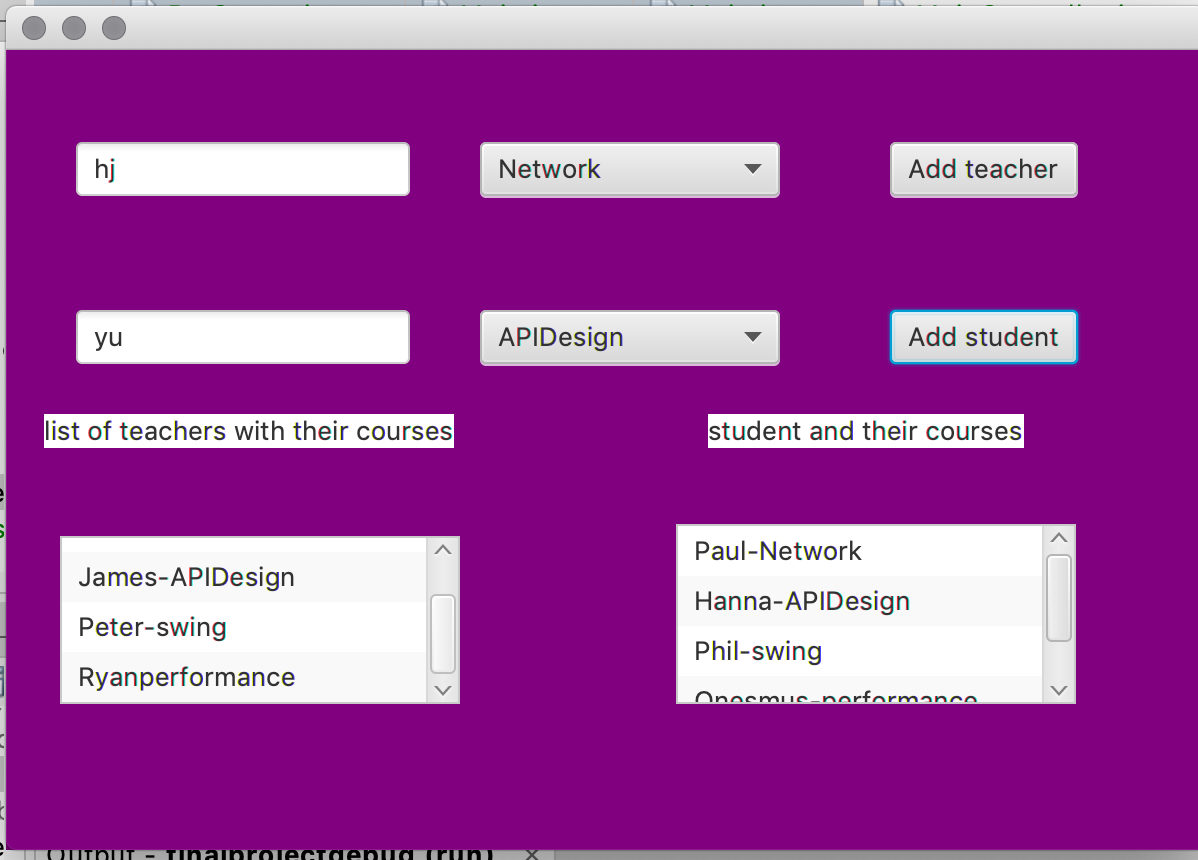 hj
Network
Add teacher
yu
APIDesign
Add student
list of teachers with their courses
student and their courses
James-APIDesign
Peter-swing
Ryanperformance
Paul-Network
Hanna-APIDesign
Phil-swing
Onesmus-performance
Output - finalprojectdebug (run)